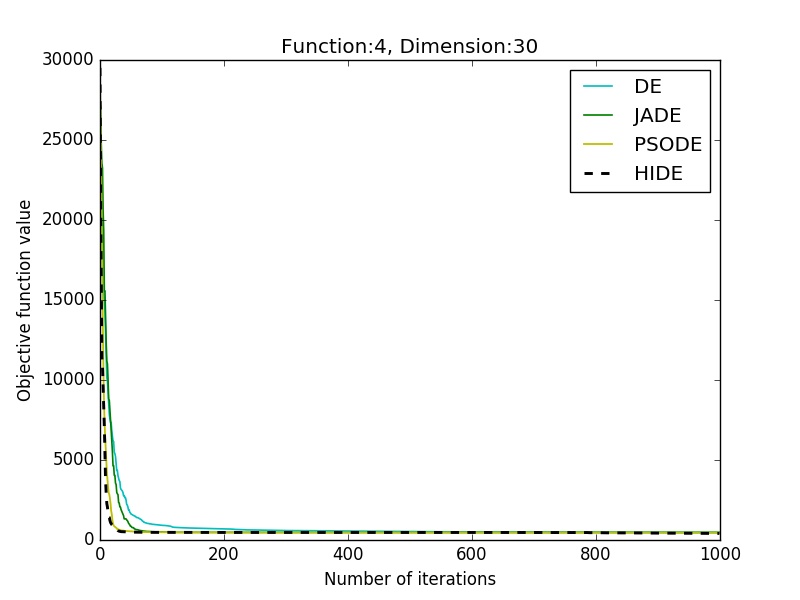 Function:4, Dimension:30
30000
25000
20000
15000
10000
5000
0
Objective function value
DE
JADE
PSODE
HIDE
0 200 400 600 800 1000
Number of iterations